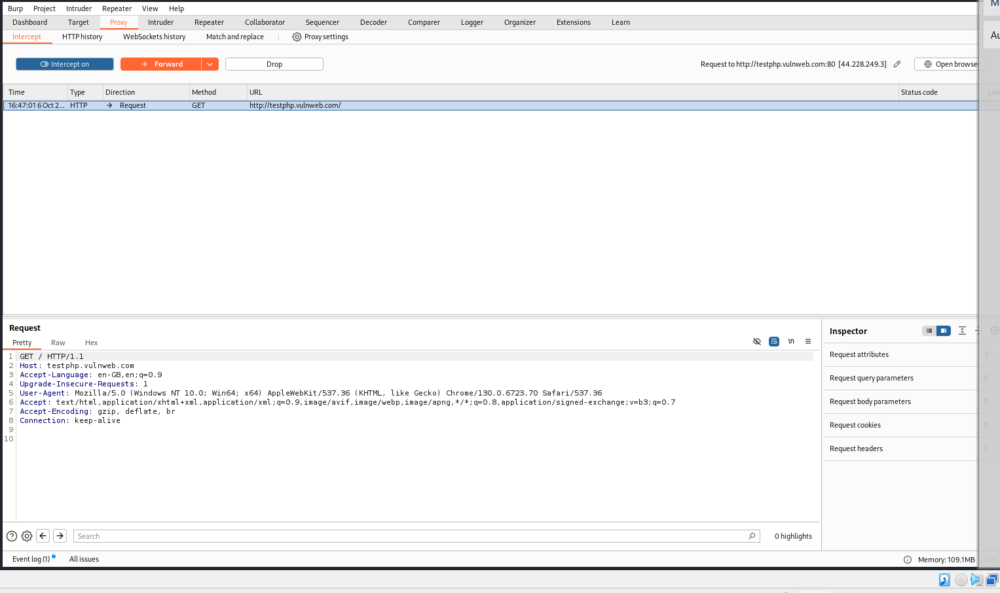 Burp Project Intruder Repeater View Help
Dashboard Target Proxy Intruder Repeater Collaborator Sequencer Decoder Comparer Logger Organizer Extensions Learn
Intercept HTTP history WebSockets history Match and replace Proxy settings
Intercept on Forward Drop Request to http://testphp.vulnweb.com:80 [44.228.249.3] Open browser
Time Type Direction Method URL Status code Len
16:47:01 6 Oct 2... HTTP Request GET http://testphp.vulnweb.com/
Request
Pretty Raw Hex \n
1 GET / HTTP/1.1
2 Host: testphp.vulnweb.com
3 Accept-Language: en-GB,en;q=0.9
4 Upgrade-Insecure-Requests: 1
5 User-Agent: Mozilla/5.0 (Windows NT 10.0; Win64; x64) AppleWebKit/537.36 (KHTML, like Gecko) Chrome/130.0.6723.70 Safari/537.36
6 Accept: text/html,application/xhtml+xml,application/xml;q=0.9,image/avif,image/webp,image/apng,*/*;q=0.8,application/signed-exchange;v=b3;q=0.7
7 Accept-Encoding: gzip, deflate, br
8 Connection: keep-alive
9
10
Inspector
Request attributes 2
Request query parameters 0
Request body parameters 0
Request cookies 0
Request headers 7
Search 0 highlights
Event log (1) All issues Memory: 109.1MB